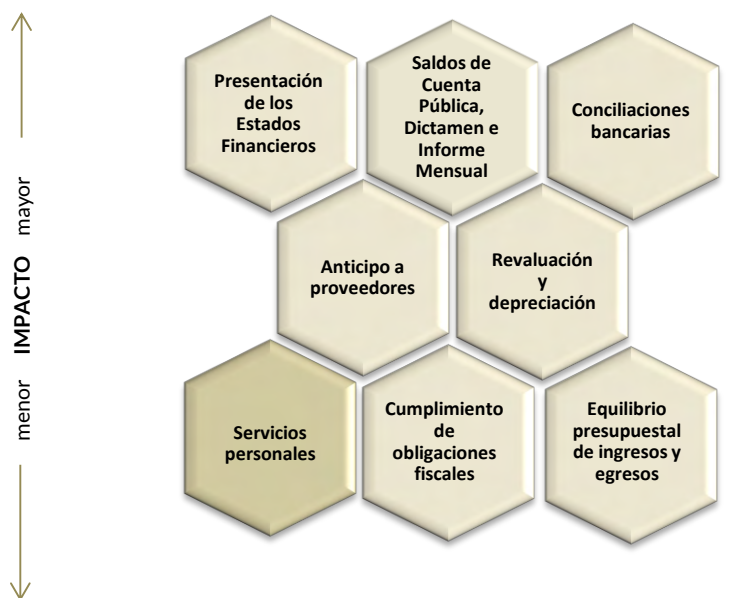 Presentación
de los
Estados
Financieros
Saldos de
Cuenta
Pública,
Dictamen e
Informe
Mensual
Conciliaciones
bancarias
Anticipo a
proveedores
Revaluación
y
depreciación
Servicios
personales
Cumplimiento
de
obligaciones
fiscales
Equilibrio
presupuestal
de ingresos y
egresos
menor IMPACTO mayor